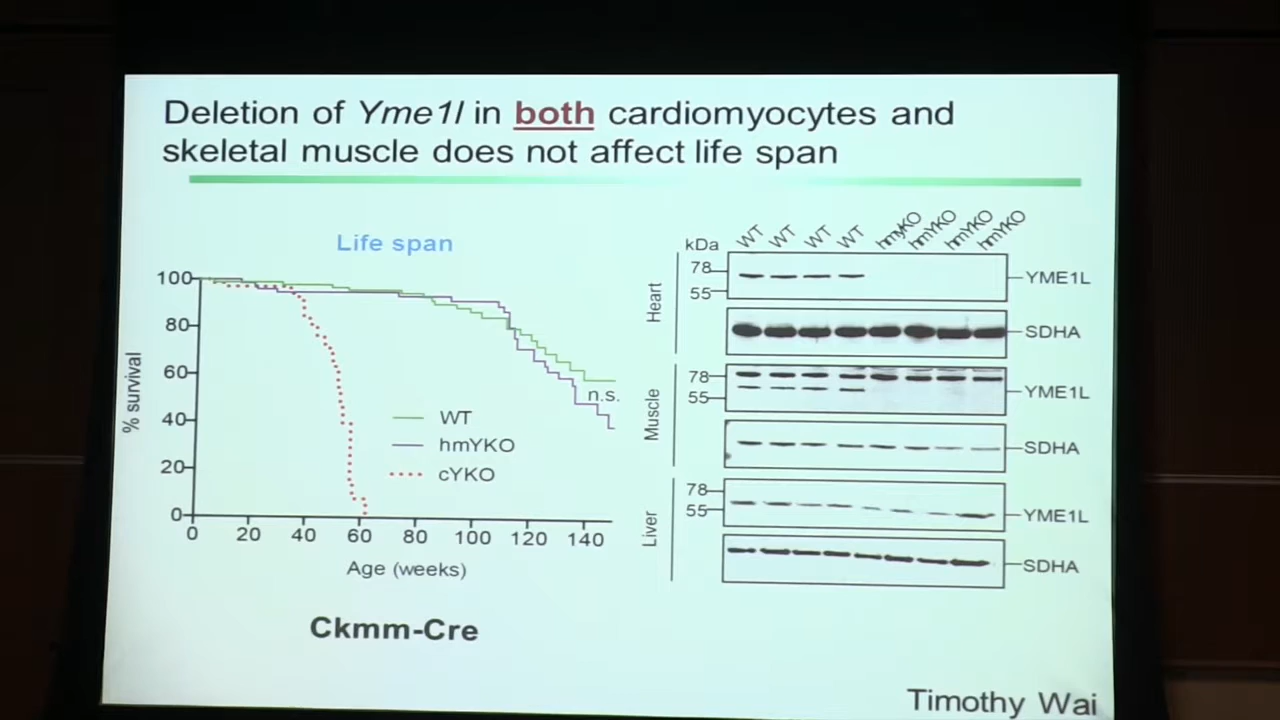 Deletion of Yme1l in both cardiomyocytes and
skeletal muscle does not affect life span
Life span
100
80
60
40
20
0
% survival
0 20 40 60 80 100 120 140
Age (weeks)
n.s.
WT
hmYKO
cYKO
Ckmm-Cre
kDa
WT WT WT WT hmYKO hmYKO hmYKO hmYKO
Heart
78
55
YME1L
SDHA
Muscle
78
55
YME1L
SDHA
Liver
78
55
YME1L
SDHA
Timothy Wai